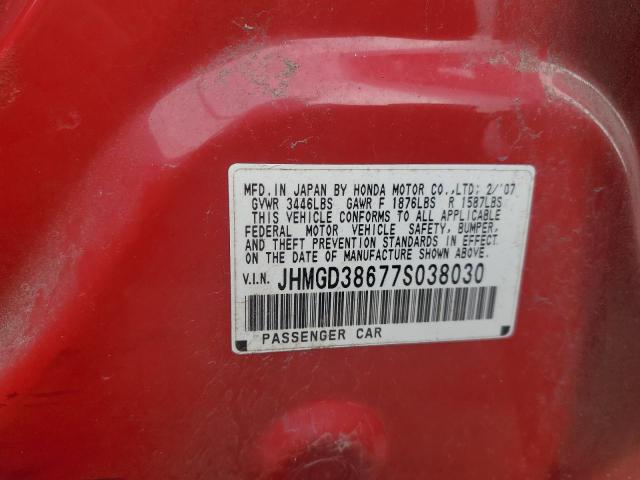 MFD.IN JAPAN BY HONDA MOTOR CO.,LTD; 2/'07
GVWR 3446LBS GAWR F 1876LBS R 1587LBS
THIS VEHICLE CONFORMS TO ALL APPLICABLE
FEDERAL MOTOR VEHICLE SAFETY, BUMPER,
AND THEFT PREVENTION STANDARDS IN EFFECT
ON THE DATE OF MANUFACTURE SHOWN ABOVE.
V.I.N. JHMGD38677S038030
PASSENGER CAR